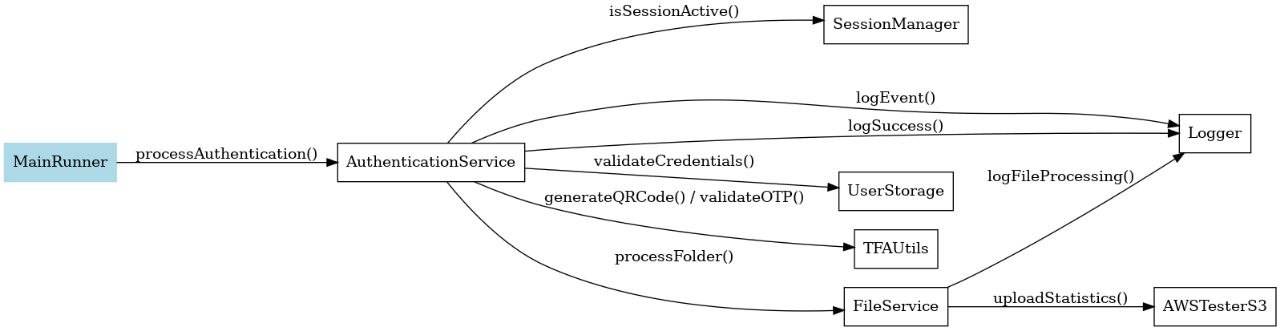 isSessionActive()
SessionManager
logEvent()
logSuccess()
Logger
MainRunner
processAuthentication()
AuthenticationService
validateCredentials()
UserStorage
logFileProcessing()
generateQRCode() / validateOTP()
TFAUtils
processFolder()
FileService
uploadStatistics()
AWSTesterS3